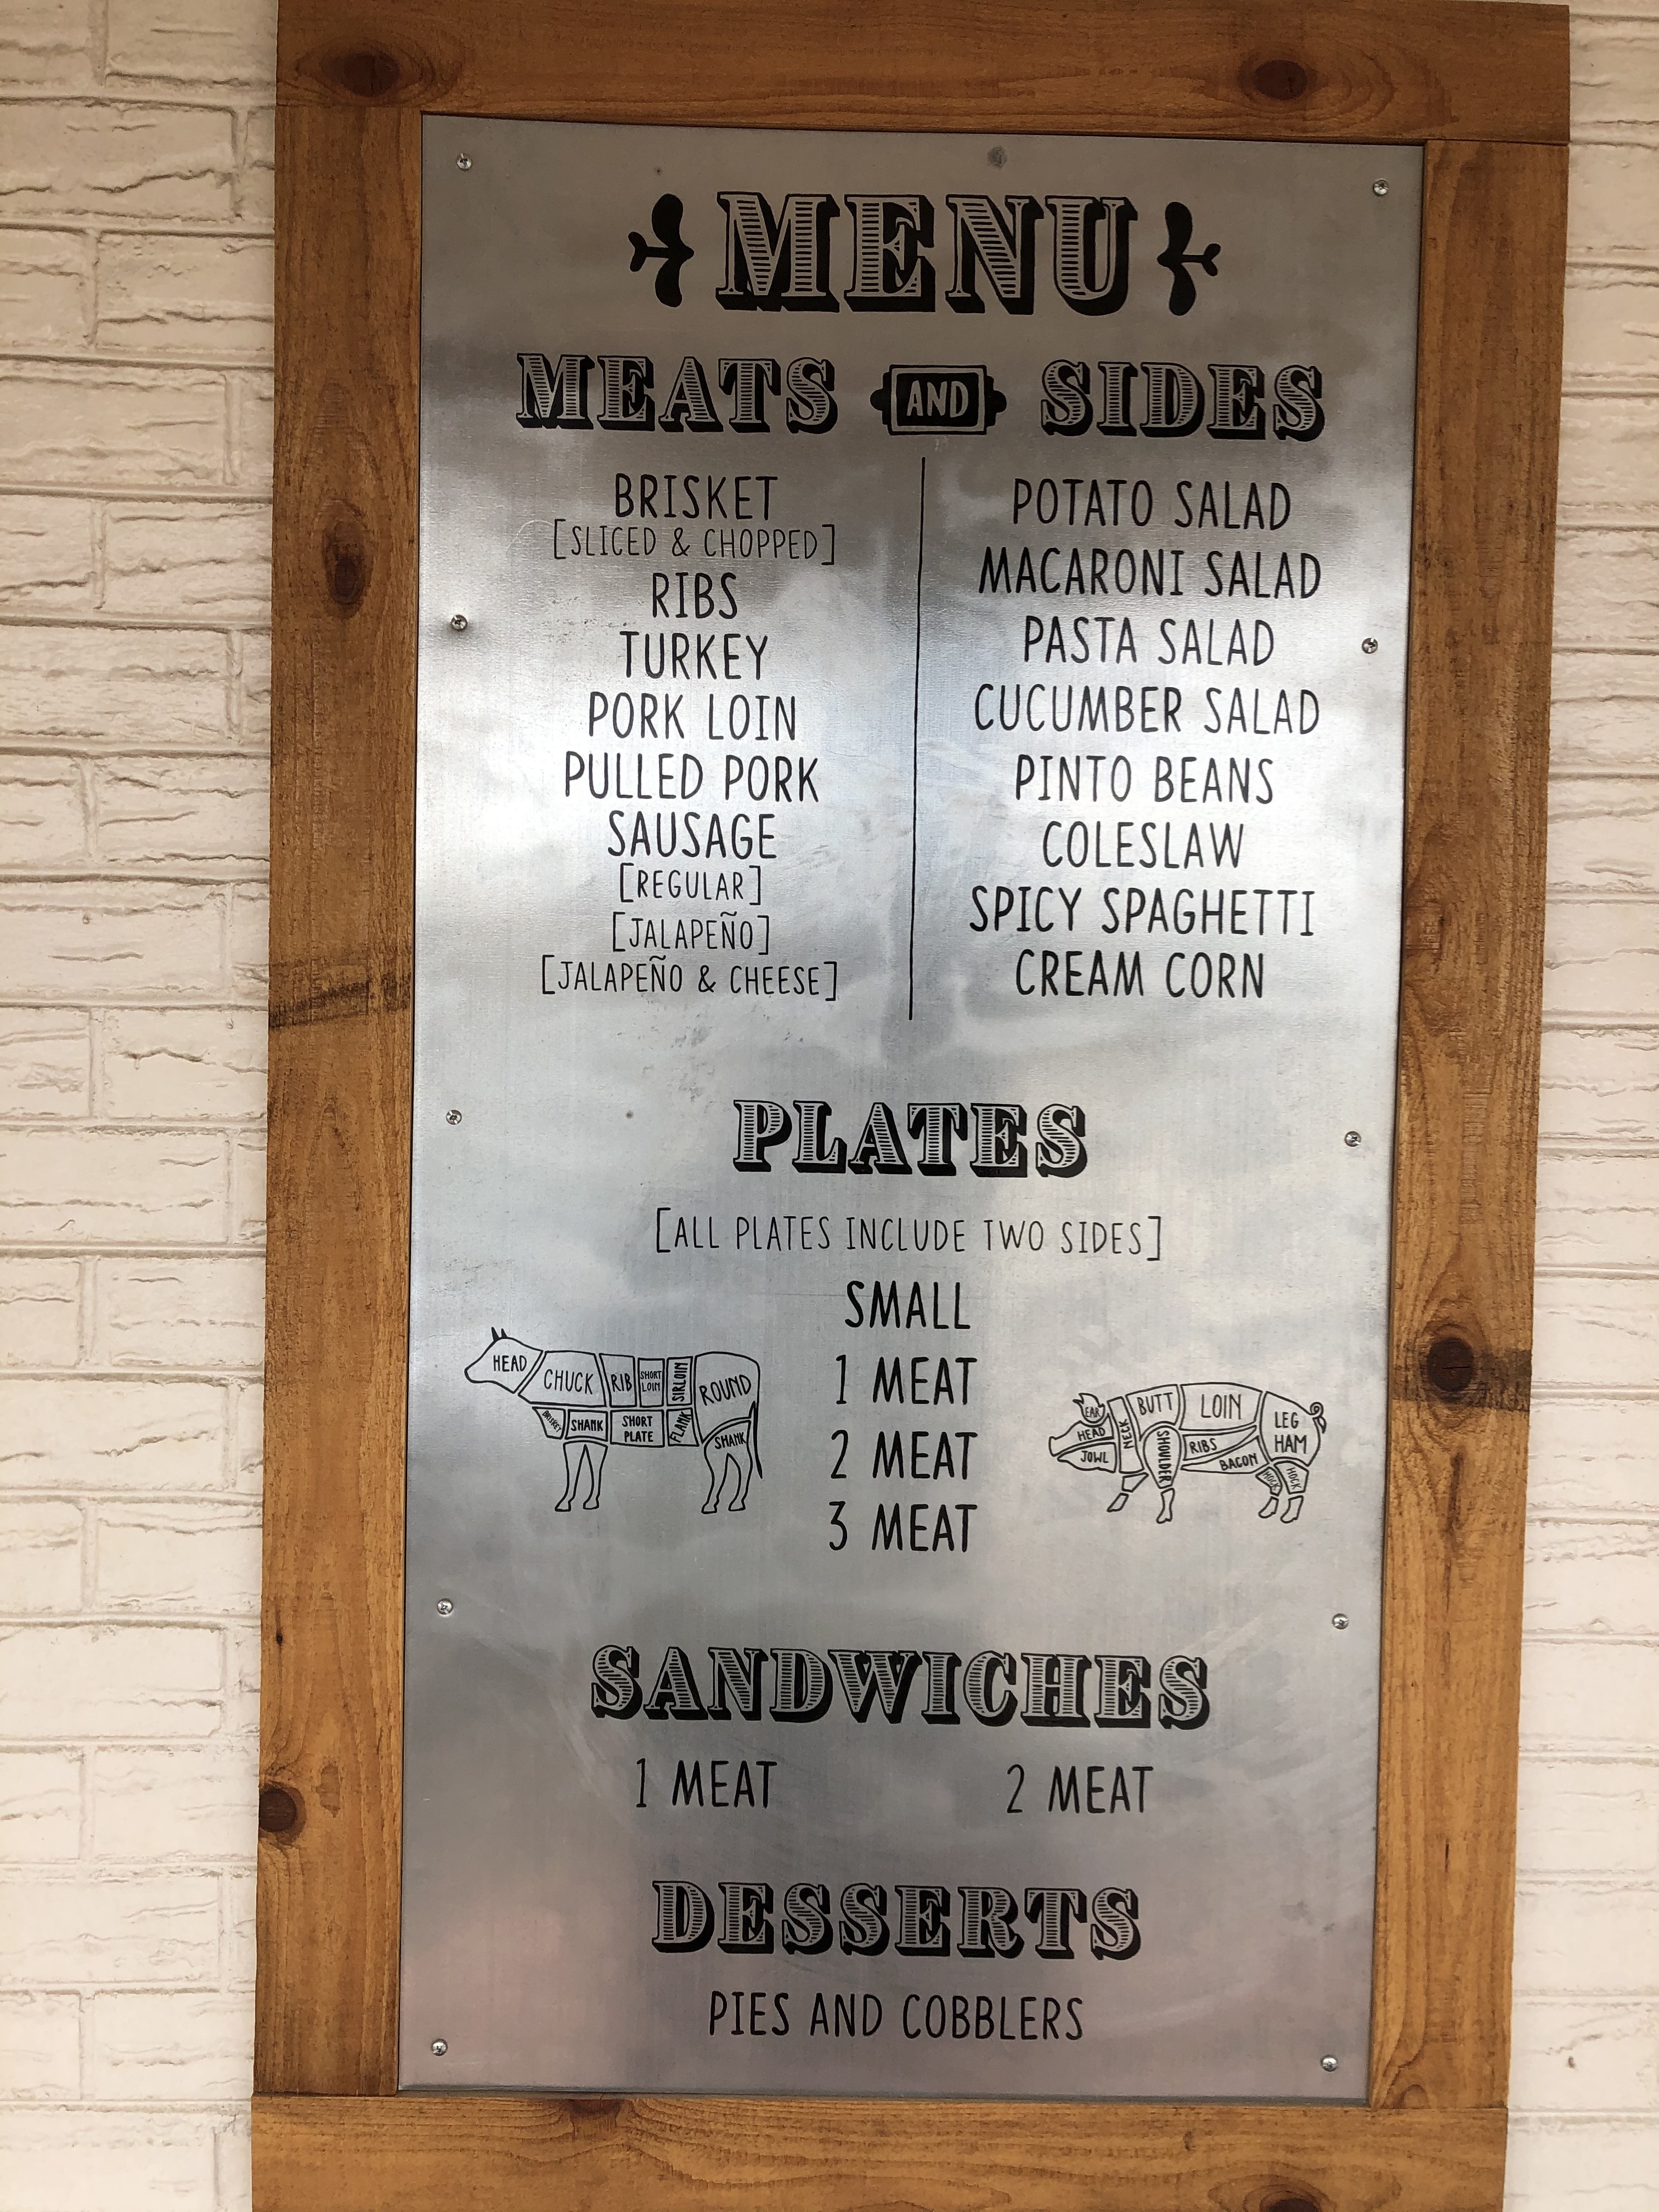 MENU
MEATS AND SIDES
BRISKET
[SLICED & CHOPPED]
RIBS
TURKEY
PORK LOIN
PULLED PORK
SAUSAGE
[REGULAR]
[JALAPEÑO]
[JALAPEÑO & CHEESE]
POTATO SALAD
MACARONI SALAD
PASTA SALAD
CUCUMBER SALAD
PINTO BEANS
COLESLAW
SPICY SPAGHETTI
CREAM CORN
PLATES
[ALL PLATES INCLUDE TWO SIDES]
SMALL
1 MEAT
2 MEAT
3 MEAT
HEAD
CHUCK
RIB
SHORT
LOIN
SIRLOIN
ROUND
BRISKET
SHANK
SHORT
PLATE
FLANK
SHANK
EAR
HEAD
JOWL
NECK
BUTT
SHOULDER
LOIN
RIBS
BACON
LEG
HAM
HOCK
HOCK
SANDWICHES
1 MEAT 2 MEAT
DESSERTS
PIES AND COBBLERS